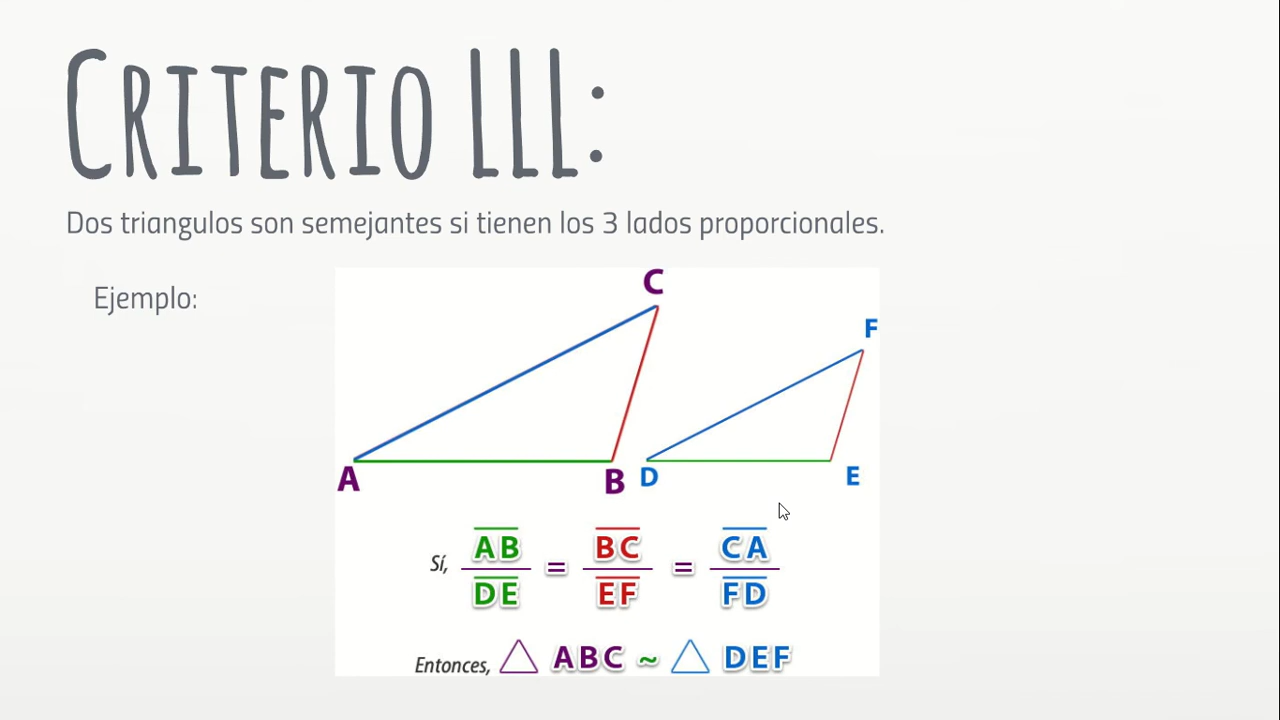 Criterio LLL:
Dos triangulos son semejantes si tienen los 3 lados proporcionales.
Ejemplo:
C
F
A
B
D
E
Sí, AB/DE = BC/EF = CA/FD
Entonces, △ ABC ~ △ DEF